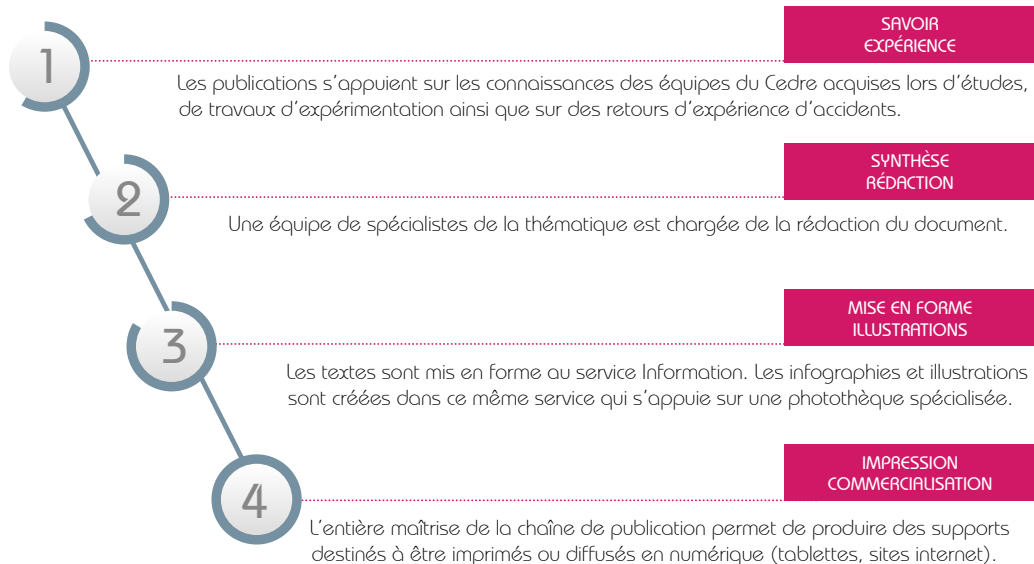 1
SAVOIR
EXPÉRIENCE
Les publications s'appuient sur les connaissances des équipes du Cedre acquises lors d'études,
de travaux d'expérimentation ainsi que sur des retours d'expérience d'accidents.
2
SYNTHÈSE
RÉDACTION
Une équipe de spécialistes de la thématique est chargée de la rédaction du document.
3
MISE EN FORME
ILLUSTRATIONS
Les textes sont mis en forme au service Information. Les infographies et illustrations
sont créées dans ce même service qui s'appuie sur une photothèque spécialisée.
4
IMPRESSION
COMMERCIALISATION
L'entière maîtrise de la chaîne de publication permet de produire des supports
destinés à être imprimés ou diffusés en numérique (tablettes, sites internet).